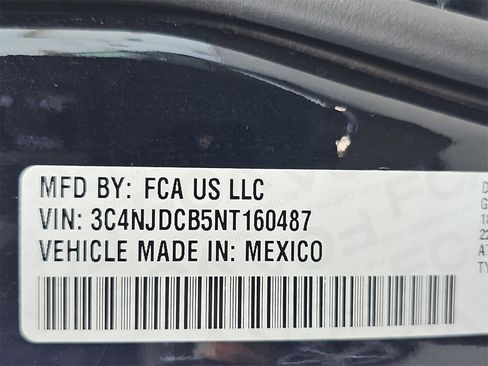 MFD BY: FCA US LLC
VIN: 3C4NJDCB5NT160487
VEHICLE MADE IN: MEXICO